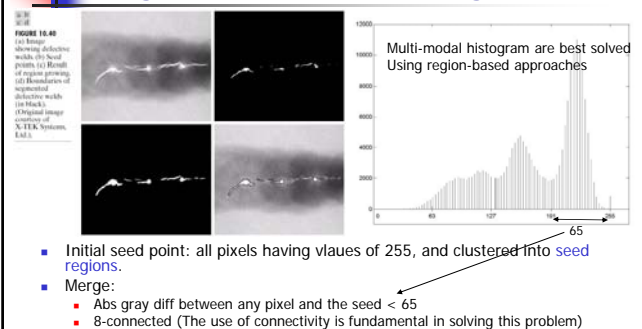 a b
c d
FIGURE 10.40
(a) Image
showing defective
welds. (b) Seed
points. (c) Result
of region growing.
(d) Boundaries of
segmented
defective welds
(in black).
(Original image
courtesy of
X-TEK Systems,
Ltd.).
Multi-modal histogram are best solved
Using region-based approaches
12000
10000
8000
6000
4000
2000
0
0 63 127 191 255
65
Initial seed point: all pixels having vlaues of 255, and clustered into seed
regions.
Merge:
Abs gray diff between any pixel and the seed < 65
8-connected (The use of connectivity is fundamental in solving this problem)